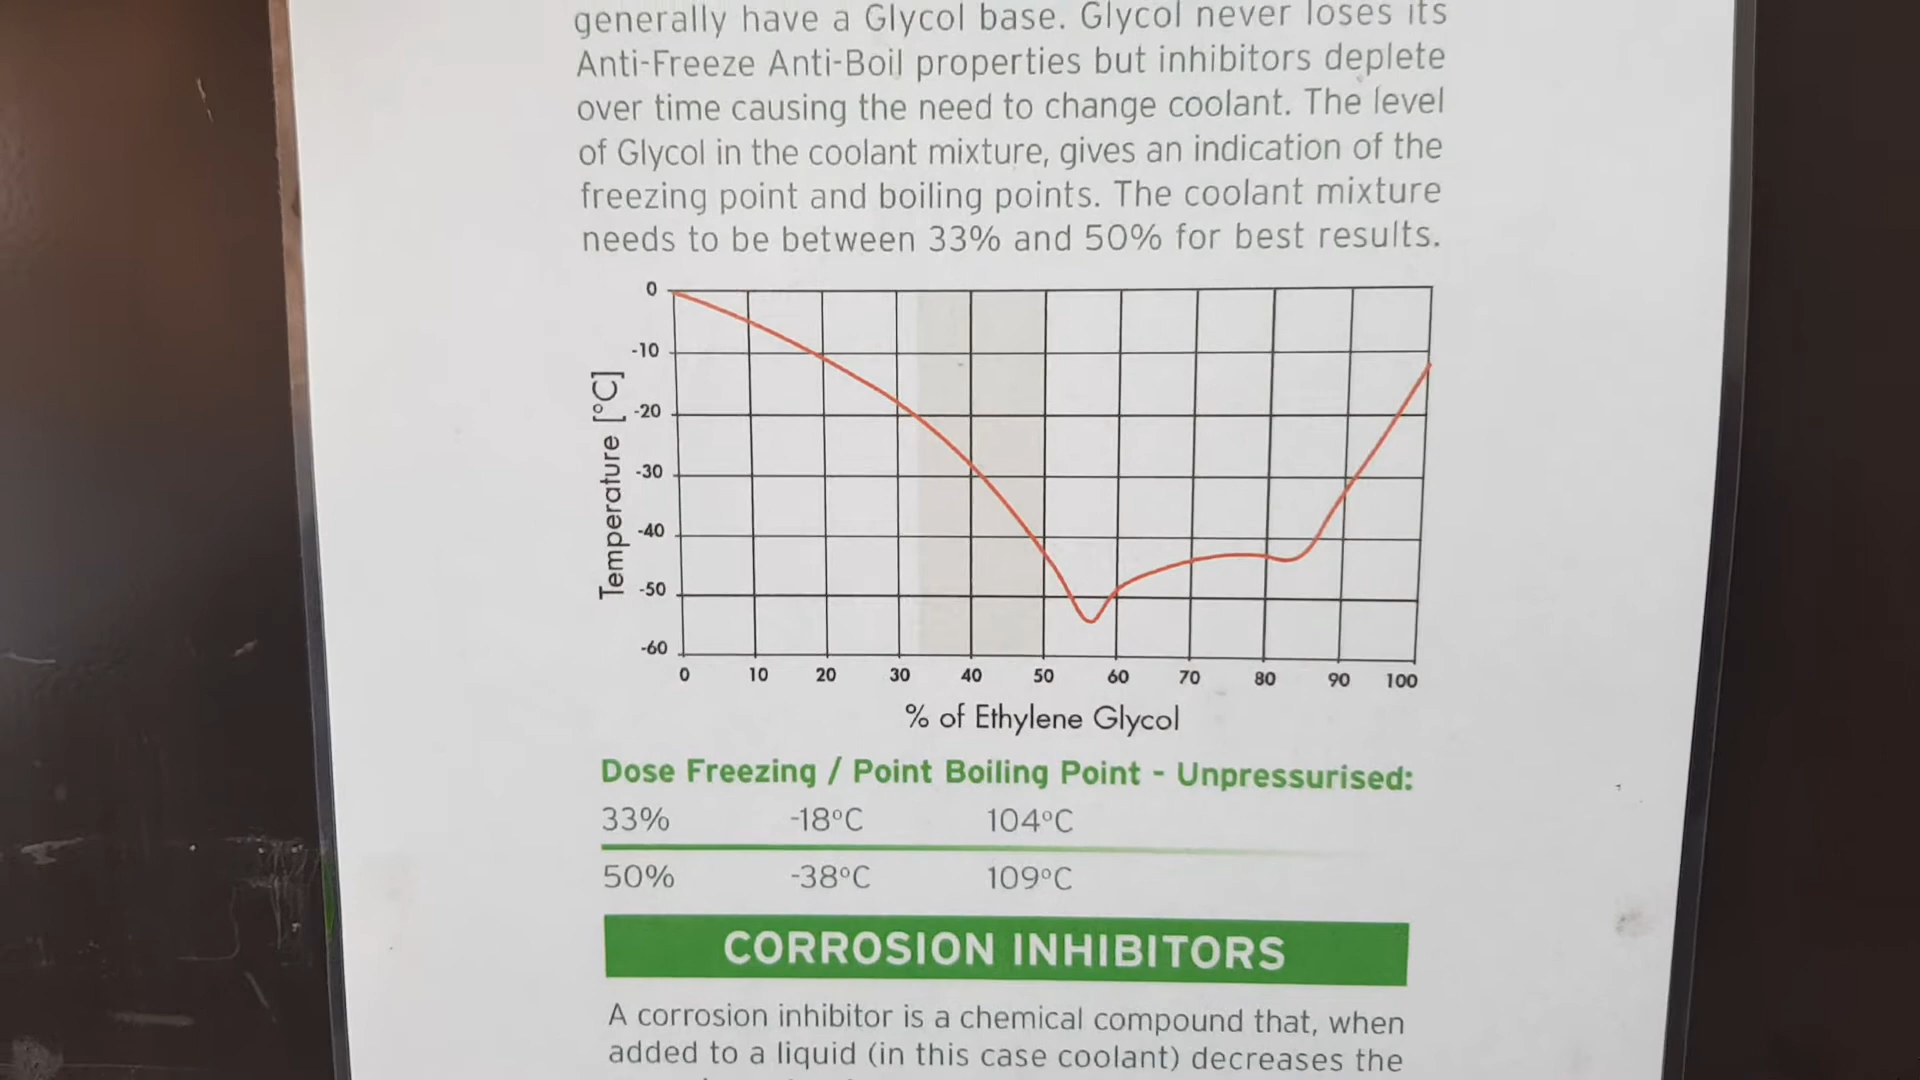 generally have a Glycol base. Glycol never loses its
Anti-Freeze Anti-Boil properties but inhibitors deplete
over time causing the need to change coolant. The level
of Glycol in the coolant mixture, gives an indication of the
freezing point and boiling points. The coolant mixture
needs to be between 33% and 50% for best results.
0
-10
-20
-30
-40
-50
-60
Temperature [°C]
0 10 20 30 40 50 60 70 80 90 100
% of Ethylene Glycol
Dose Freezing / Point Boiling Point - Unpressurised:
33% -18°C 104°C
50% -38°C 109°C
CORROSION INHIBITORS
A corrosion inhibitor is a chemical compound that, when
added to a liquid (in this case coolant) decreases the